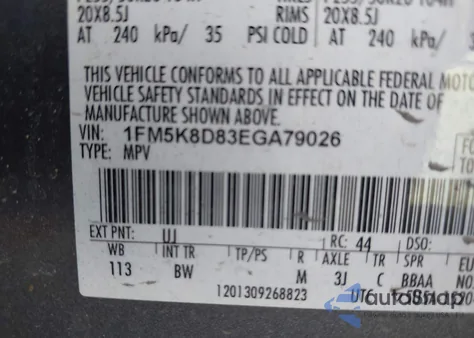 20X8.5J RIMS 20X8.5J
AT 240 kPa/ 35 PSI COLD AT 240 kPa/
THIS VEHICLE CONFORMS TO ALL APPLICABLE FEDERAL MOTO
VEHICLE SAFETY STANDARDS IN EFFECT ON THE DATE OF
MANUFACTURE SHOWN ABOVE.
VIN: 1FM5K8D83EGA79026
TYPE: MPV
EXT PNT: UJ RC: 44 DSO:
WB INT TR TP/PS R AXLE TR SPR
113 BW M 3J C BBAA
1201309268823
UTC
autoSnap